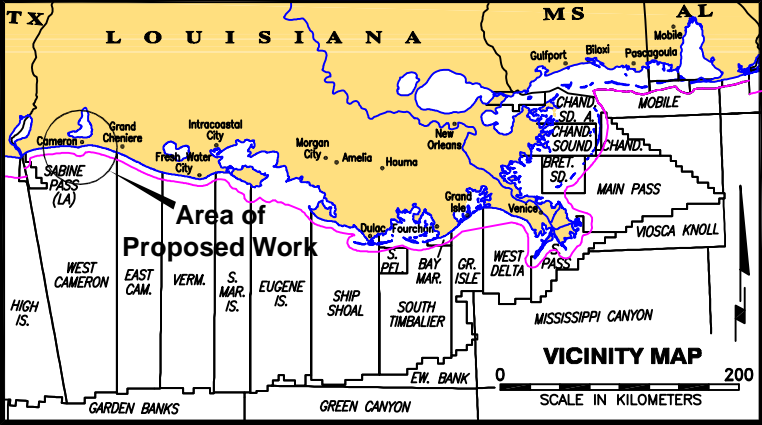 TX
LOUISIANA
MS
AL
Mobile
Biloxi
Gulfport
Pascagoula
CHAND.
SD. A.
MOBILE
CHAND.
SOUND
CHAND.
BRET.
SD.
MAIN PASS
VIOSCA KNOLL
New
Orleans
Intracoastal
City
Grand
Cheniere
Cameron
Fresh Water
City
Morgan
City
Amelia
Houma
SABINE
PASS
(LA)
Area of
Proposed Work
Grand
Isle
Venice
Dulac
Fourchon
S.
PEL.
BAY
MAR.
GR.
ISLE
WEST
DELTA
PASS
WEST
CAMERON
EAST
CAM.
VERM.
S.
MAR.
IS.
EUGENE
IS.
SHIP
SHOAL
SOUTH
TIMBALIER
HIGH
IS.
MISSISSIPPI CANYON
EW. BANK
GARDEN BANKS
GREEN CANYON
VICINITY MAP
0
200
SCALE IN KILOMETERS